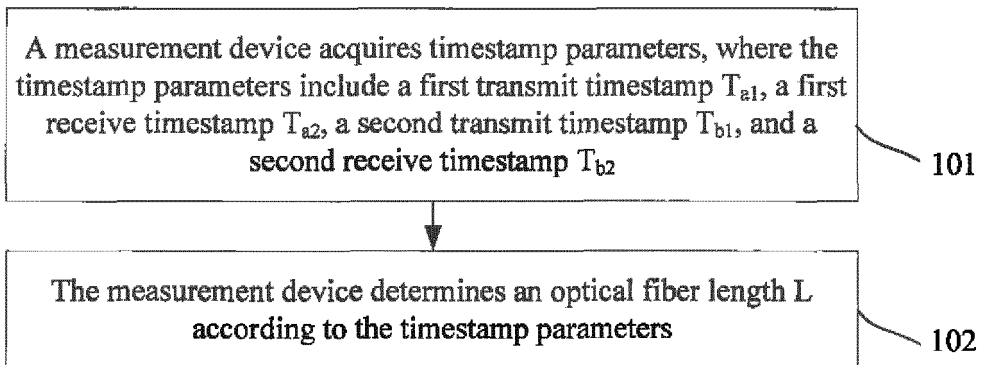 A measurement device acquires timestamp parameters, where the
timestamp parameters include a first transmit timestamp Ta1, a first
receive timestamp Ta2, a second transmit timestamp Tb1, and a
second receive timestamp Tb2
101
The measurement device determines an optical fiber length L
according to the timestamp parameters
102